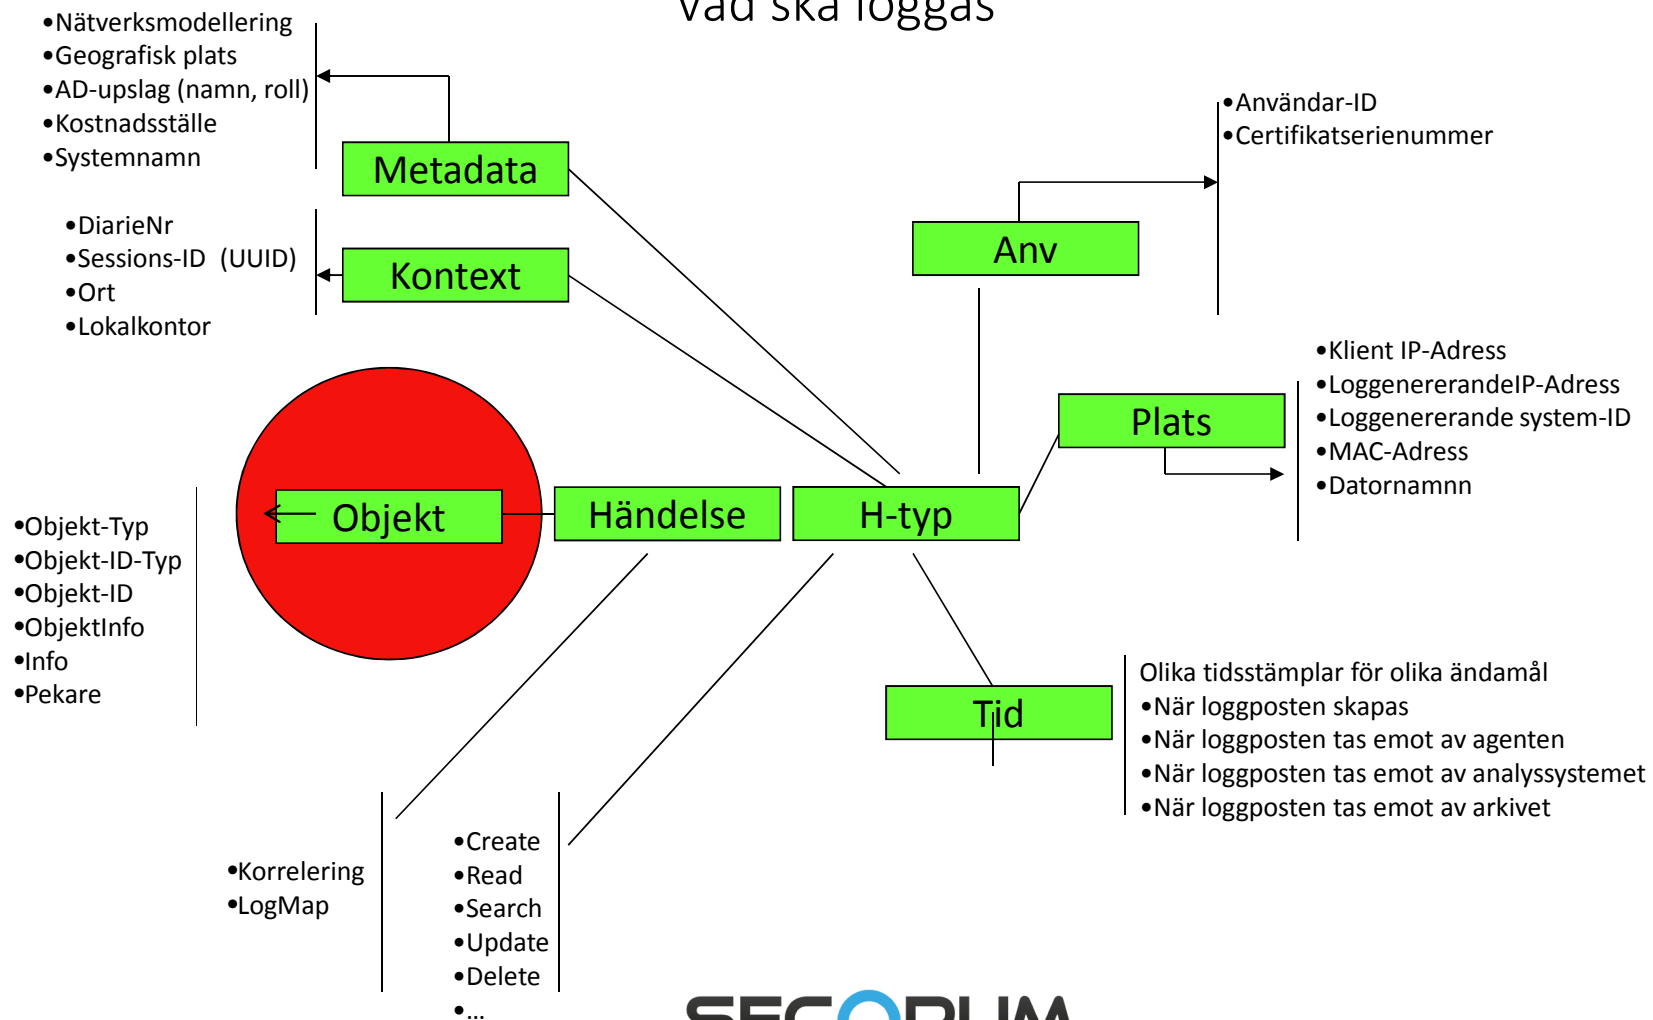 Vad ska loggas
•Nätverksmodellering
•Geografisk plats
•AD-upslag (namn, roll)
•Kostnadsställe
•Systemnamn
Metadata
•Användar-ID
•Certifikatserienummer
Anv
•DiarieNr
•Sessions-ID (UUID)
•Ort
•Lokalkontor
Kontext
•Klient IP-Adress
•LoggenererandeIP-Adress
•Loggenererande system-ID
•MAC-Adress
•Datornamnn
Plats
Objekt
Händelse
H-typ
•Objekt-Typ
•Objekt-ID-Typ
•Objekt-ID
•ObjektInfo
•Info
•Pekare
Tid
Olika tidsstämplar för olika ändamål
•När loggposten skapas
•När loggposten tas emot av agenten
•När loggposten tas emot av analyssystemet
•När loggposten tas emot av arkivet
•Korrelering
•LogMap
•Create
•Read
•Search
•Update
•Delete
•...